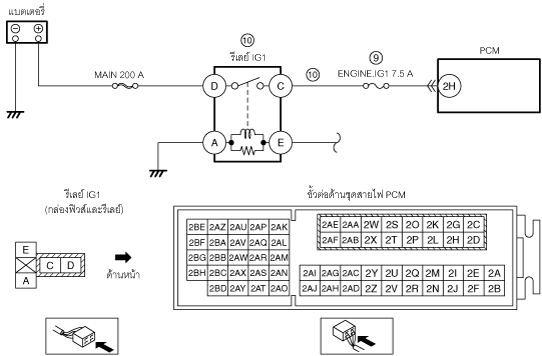 แบตเตอรี่
MAIN 200 A
⑩
รีเลย์ IG1
D
C
A
E
⑩
⑨
ENGINE.IG1 7.5 A
PCM
2H
รีเลย์ IG1
(กล่องฟิวส์และรีเลย์)
E
C D
A
ด้านหน้า
ขั้วต่อด้านชุดสายไฟ PCM
2BE 2AZ 2AU 2AP 2AK
2BF 2BA 2AV 2AQ 2AL
2BG 2BB 2AW 2AR 2AM
2BH 2BC 2AX 2AS 2AN
2BD 2AY 2AT 2AO
2AE 2AA 2W 2S 2O 2K 2G 2C
2AF 2AB 2X 2T 2P 2L 2H 2D
2AI 2AG 2AC 2Y 2U 2Q 2M 2I 2E 2A
2AJ 2AH 2AD 2Z 2V 2R 2N 2J 2F 2B